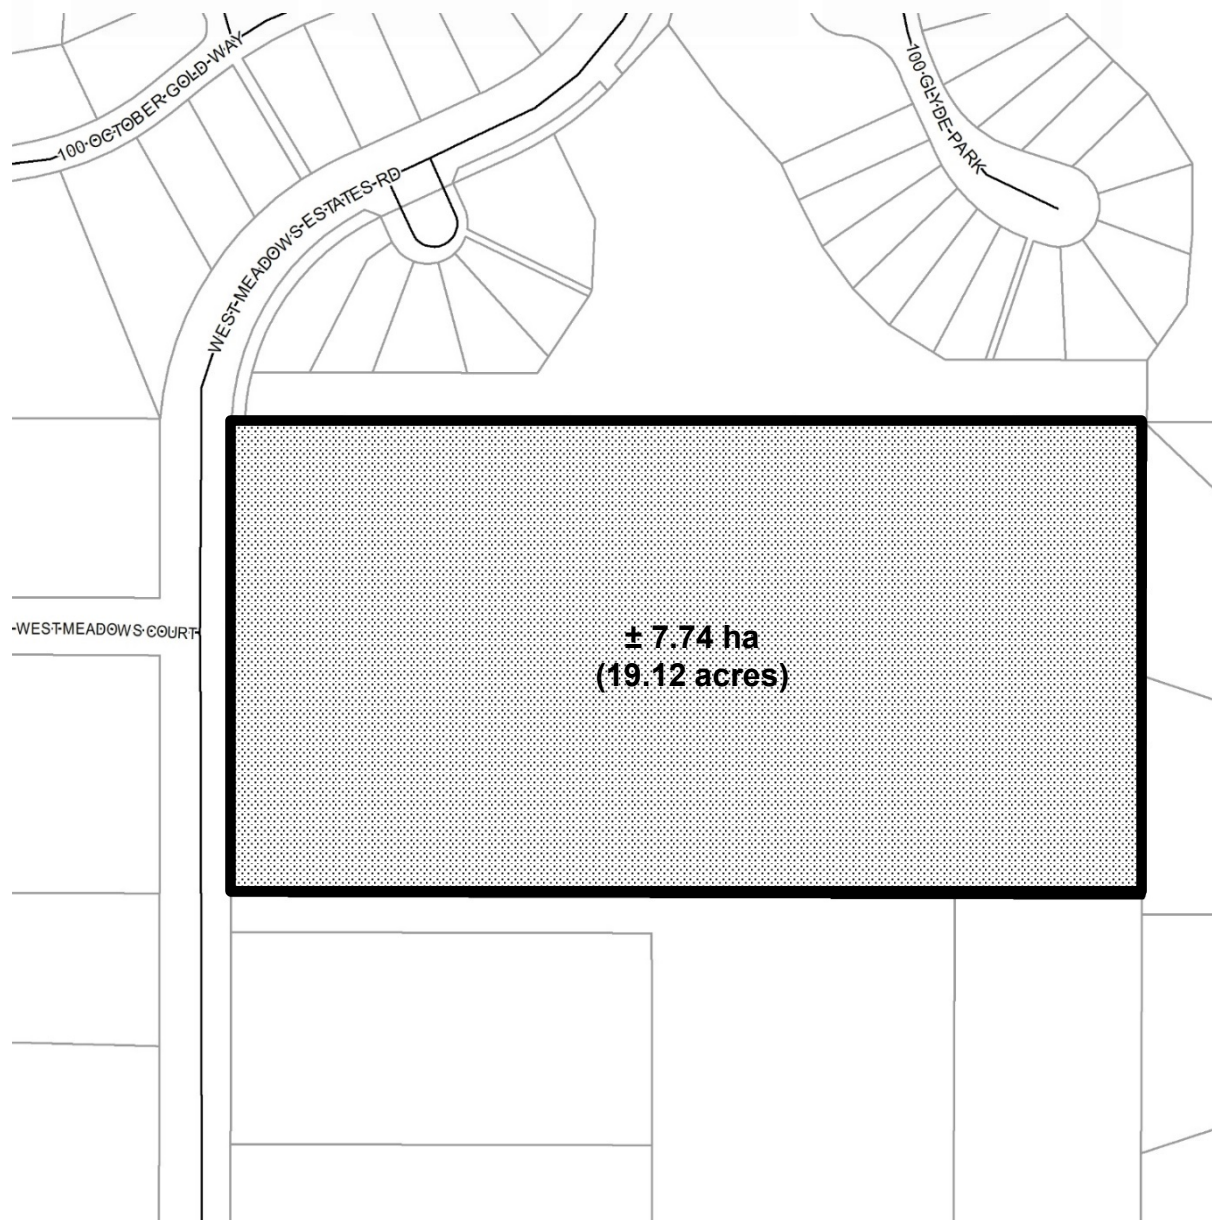 100 OCTOBER GOLD WAY
100 CLYDE PARK
WEST MEADOWS ESTATES RD
WEST MEADOWS COURT
± 7.74 ha
(19.12 acres)